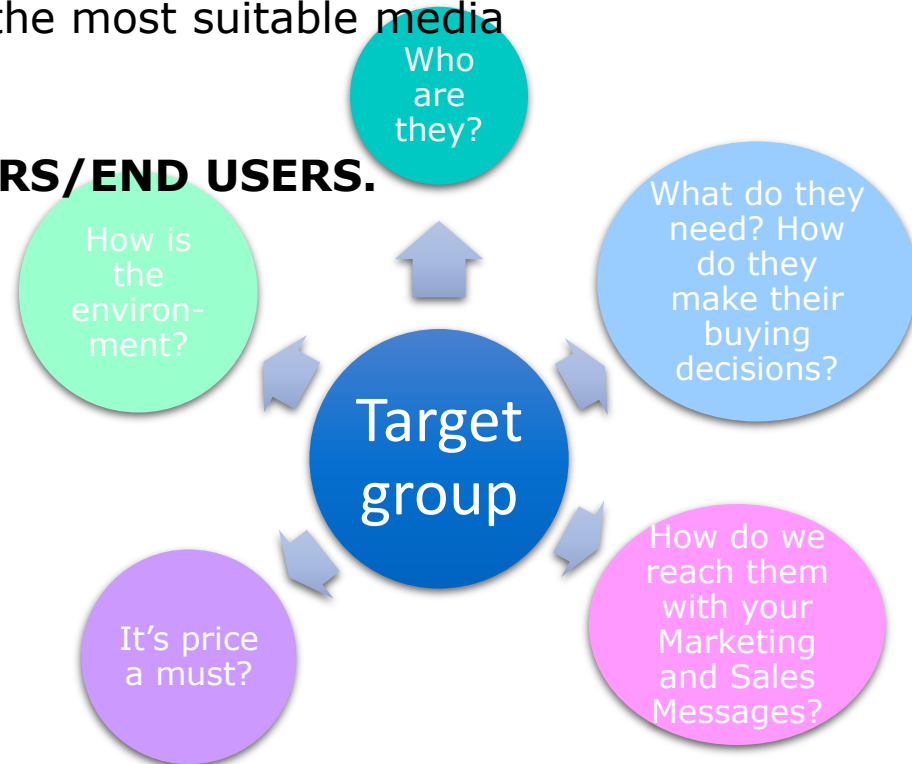 the most suitable media
Who
are
they?
RS/END USERS.
What do they
need? How
do they
make their
buying
decisions?
How is
the
environ-
ment?
Target
group
How do we
reach them
with your
Marketing
and Sales
Messages?
It’s price
a must?